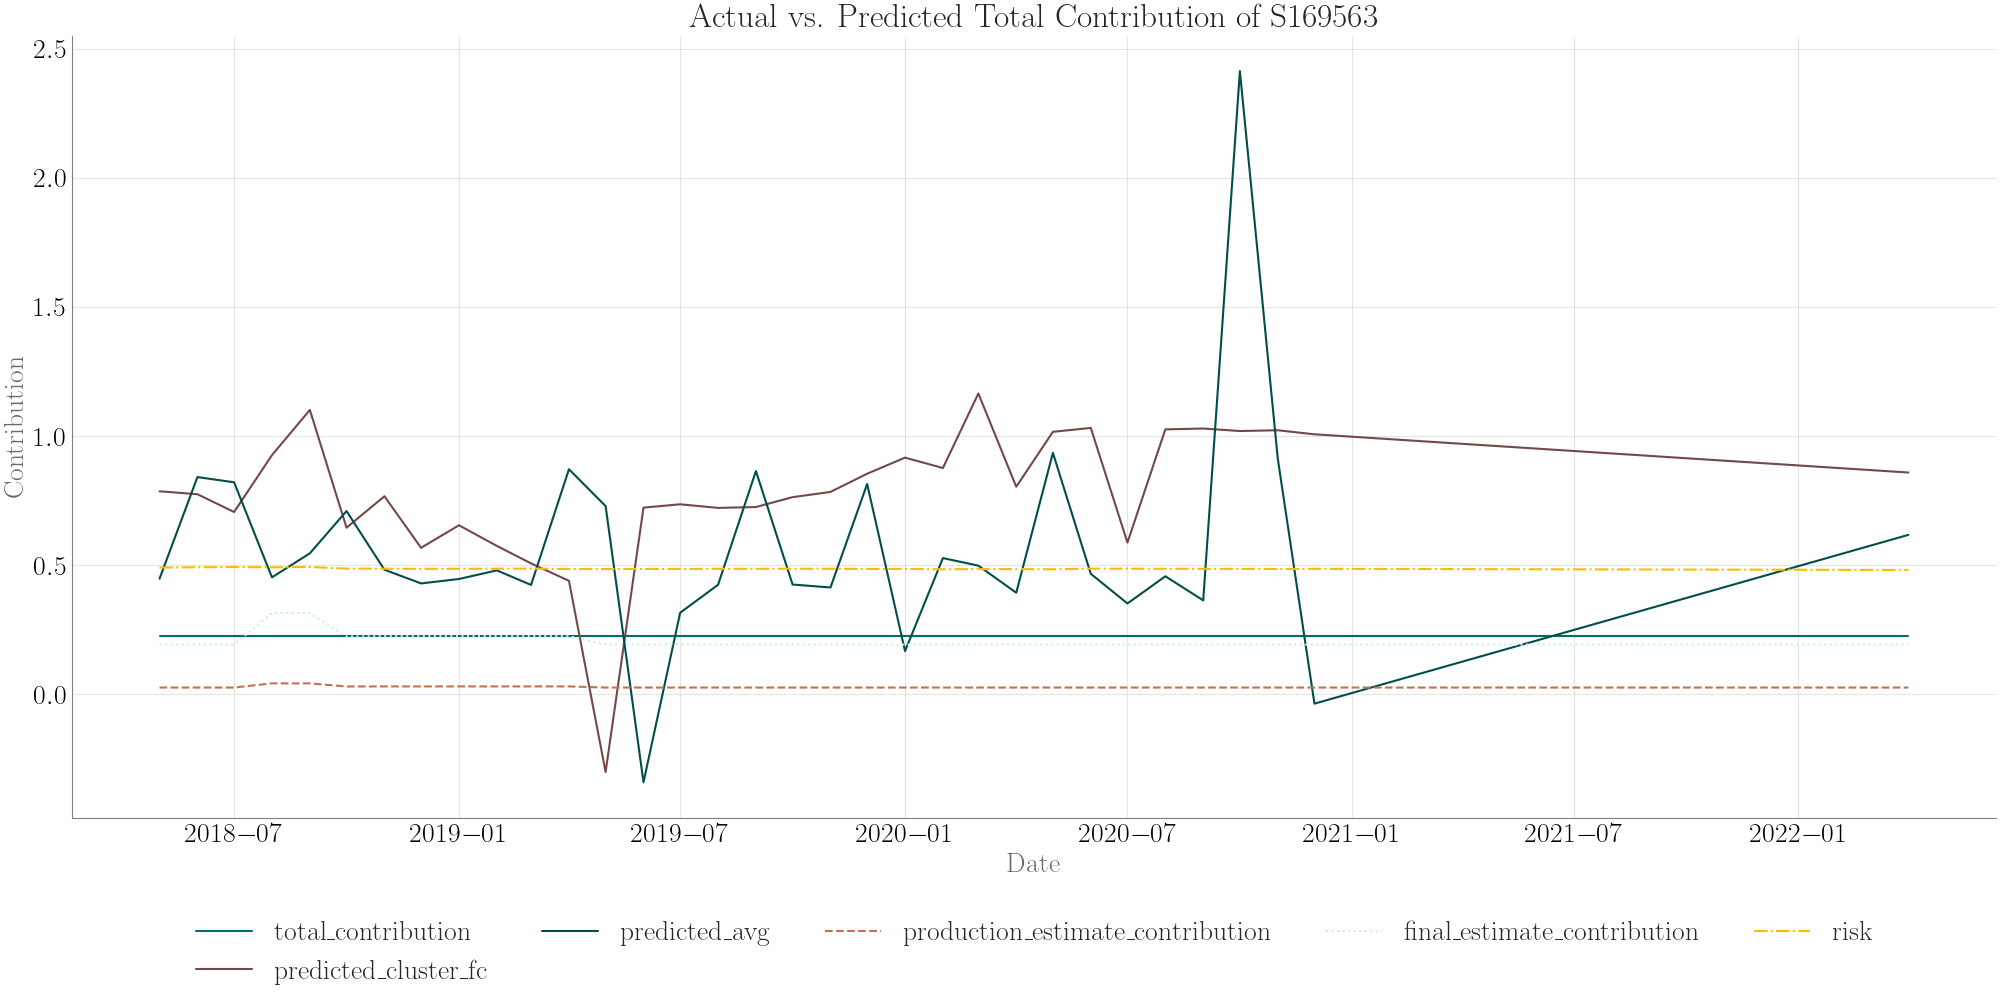 Actual vs. Predicted Total Contribution of S169563
2.5
2.0
1.5
1.0
0.5
0.0
Contribution
2018−07 2019−01 2019−07 2020−01 2020−07 2021−01 2021−07 2022−01
Date
total_contribution predicted_avg production_estimate_contribution final_estimate_contribution risk
predicted_cluster_fc